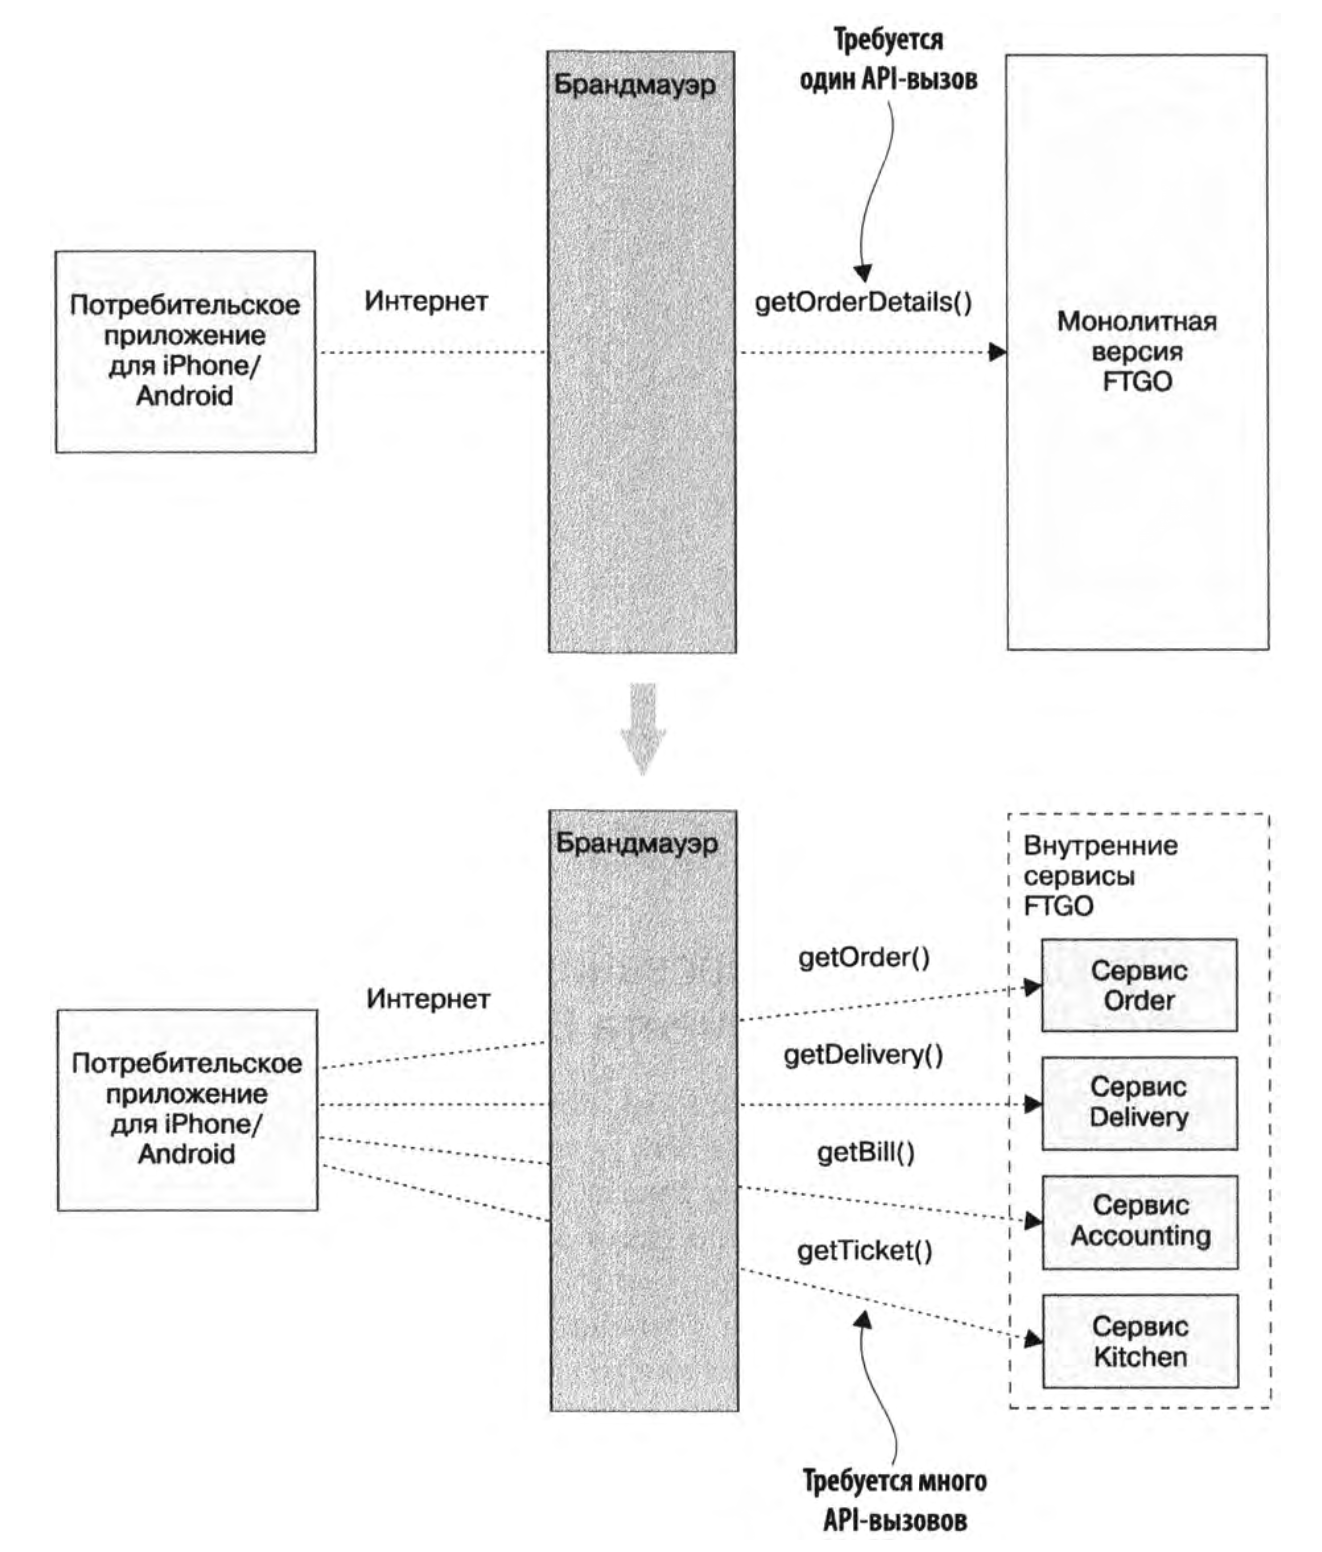 Требуется
один API-вызов
Брандмауэр
Потребительское
приложение
для iPhone/
Android
Интернет
getOrderDetails()
Монолитная
версия
FTGO
Брандмауэр
Внутренние
сервисы
FTGO
Потребительское
приложение
для iPhone/
Android
Интернет
getOrder()
Сервис
Order
getDelivery()
Сервис
Delivery
getBill()
Сервис
Accounting
getTicket()
Сервис
Kitchen
Требуется много
API-вызовов